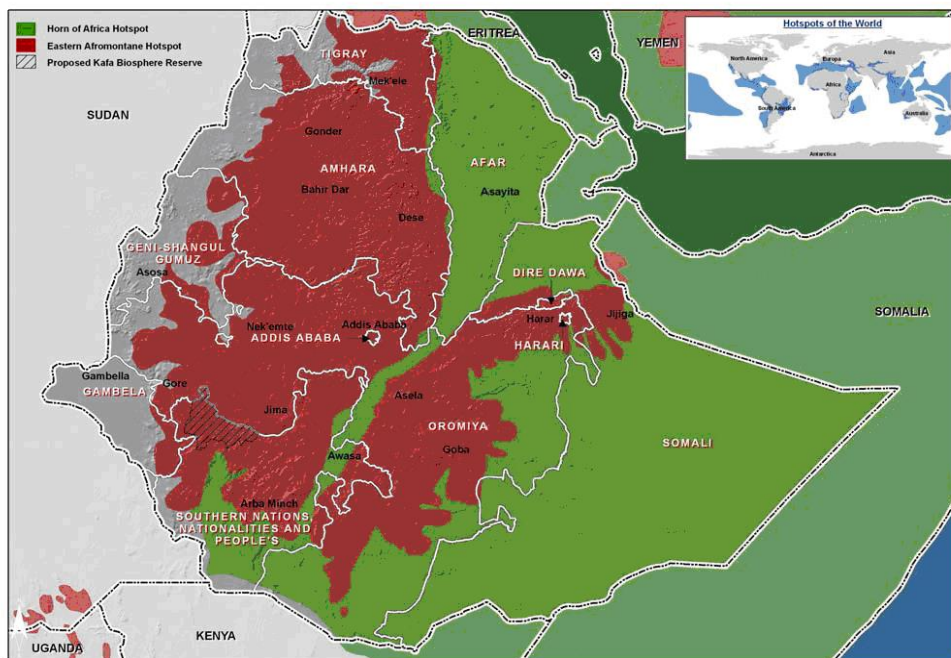 Horn of Africa Hotspot
Eastern Afromontane Hotspot
Proposed Kafa Biosphere Reserve
Hotspots of the World
North America
Europa
Asia
Africa
South America
Australia
Antarctica
ERITREA
YEMEN
TIGRAY
Mek'ele
SUDAN
Gonder
AMHARA
AFAR
Bahir Dar
Asayita
Dese
GENI-SHANGUL
GUMUZ
Asosa
DIRE DAWA
SOMALIA
Nek'emte
Addis Ababa
ADDIS ABABA
Harar
Jijiga
HARARI
Gambella
GAMBELA
Gore
Jima
Asela
OROMIYA
SOMALI
Goba
Awasa
Arba Minch
SOUTHERN NATIONS,
NATIONALITIES AND
PEOPLE'S
KENYA
UGANDA